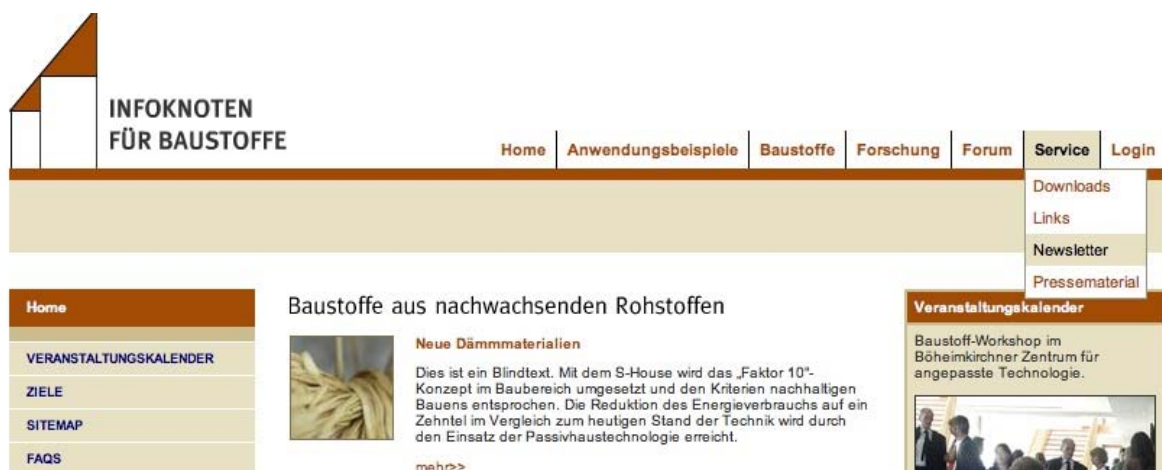 INFOKNOTEN
FÜR BAUSTOFFE
Home
Anwendungsbeispiele
Baustoffe
Forschung
Forum
Service
Login
Downloads
Links
Newsletter
Pressematerial
Home
VERANSTALTUNGSKALENDER
ZIELE
SITEMAP
FAQS
Baustoffe aus nachwachsenden Rohstoffen
Neue Dämmmaterialien
Dies ist ein Blindtext. Mit dem S-House wird das „Faktor 10"-
Konzept im Baubereich umgesetzt und den Kriterien nachhaltigen
Bauens entsprochen. Die Reduktion des Energieverbrauchs auf ein
Zehntel im Vergleich zum heutigen Stand der Technik wird durch
den Einsatz der Passivhaustechnologie erreicht.
mehr>>
Veranstaltungskalender
Baustoff-Workshop im
Böheimkirchner Zentrum für
angepasste Technologie.